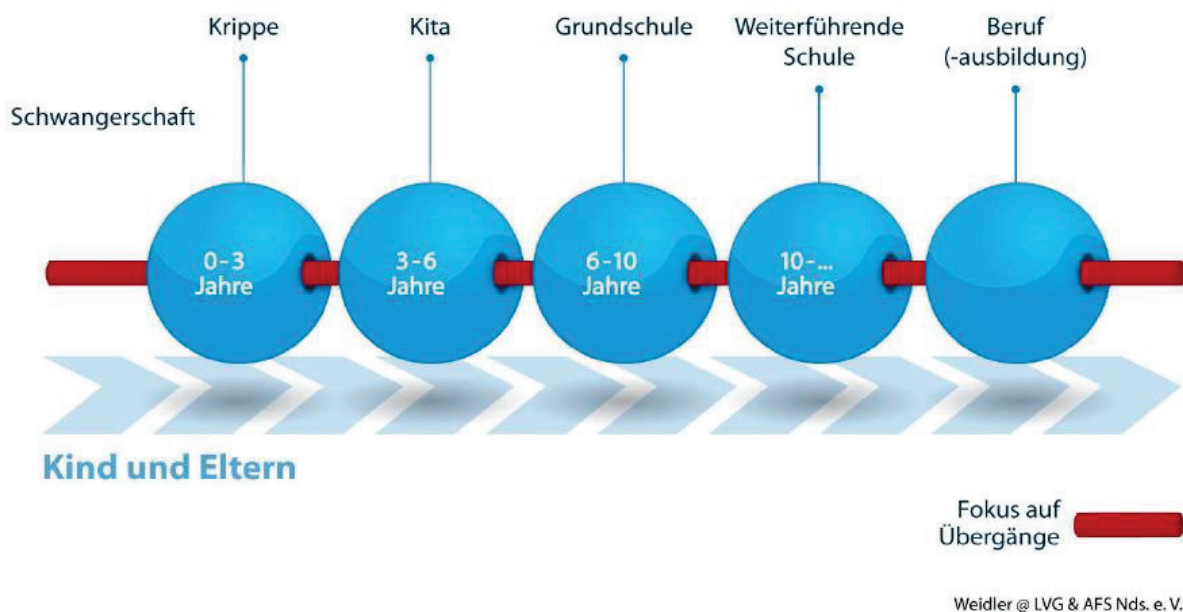 Krippe
Kita
Grundschule
Weiterführende
Schule
Beruf
(-ausbildung)
Schwangerschaft
0–3
Jahre
3–6
Jahre
6–10
Jahre
10–...
Jahre
Kind und Eltern
Fokus auf
Übergänge
Weidler @ LVG & AFS Nds. e. V.